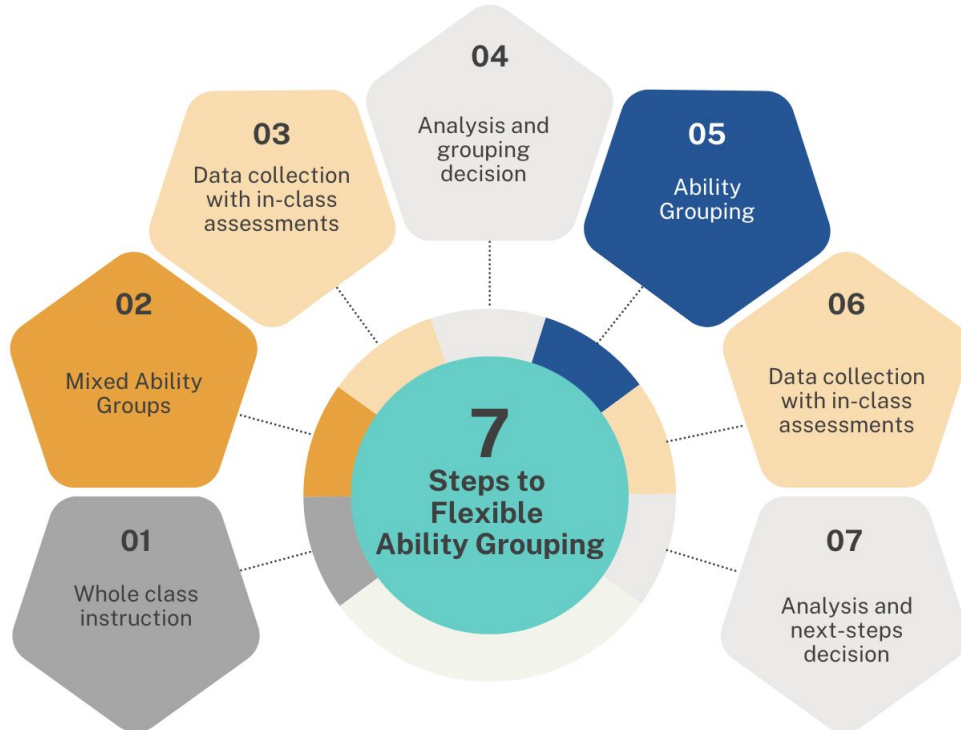 01
Whole class
instruction
02
Mixed Ability
Groups
03
Data collection
with in-class
assessments
04
Analysis and
grouping
decision
05
Ability
Grouping
06
Data collection
with in-class
assessments
07
Analysis and
next-steps
decision
7
Steps to
Flexible
Ability Grouping